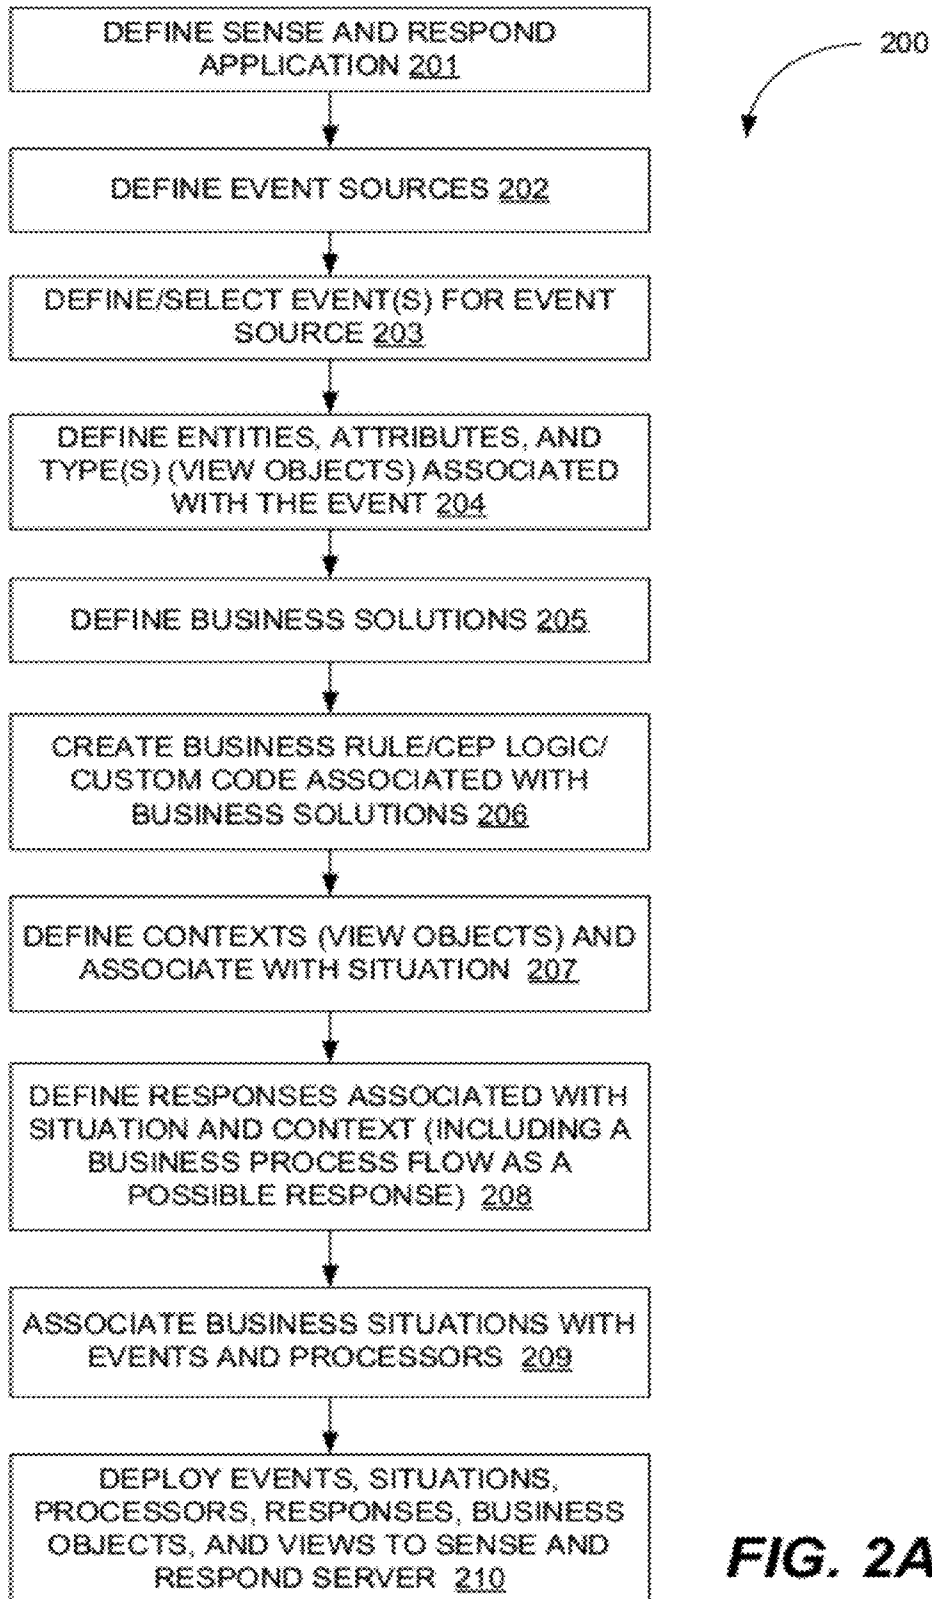 DEFINE SENSE AND RESPOND
APPLICATION 201
200
DEFINE EVENT SOURCES 202
DEFINE/SELECT EVENT(S) FOR EVENT
SOURCE 203
DEFINE ENTITIES, ATTRIBUTES, AND
TYPE(S) (VIEW OBJECTS) ASSOCIATED
WITH THE EVENT 204
DEFINE BUSINESS SOLUTIONS 205
CREATE BUSINESS RULE/CEP LOGIC/
CUSTOM CODE ASSOCIATED WITH
BUSINESS SOLUTIONS 206
DEFINE CONTEXTS (VIEW OBJECTS) AND
ASSOCIATE WITH SITUATION 207
DEFINE RESPONSES ASSOCIATED WITH
SITUATION AND CONTEXT (INCLUDING A
BUSINESS PROCESS FLOW AS A
POSSIBLE RESPONSE) 208
ASSOCIATE BUSINESS SITUATIONS WITH
EVENTS AND PROCESSORS 209
DEPLOY EVENTS, SITUATIONS,
PROCESSORS, RESPONSES, BUSINESS
OBJECTS, AND VIEWS TO SENSE AND
RESPOND SERVER 210
FIG. 2A